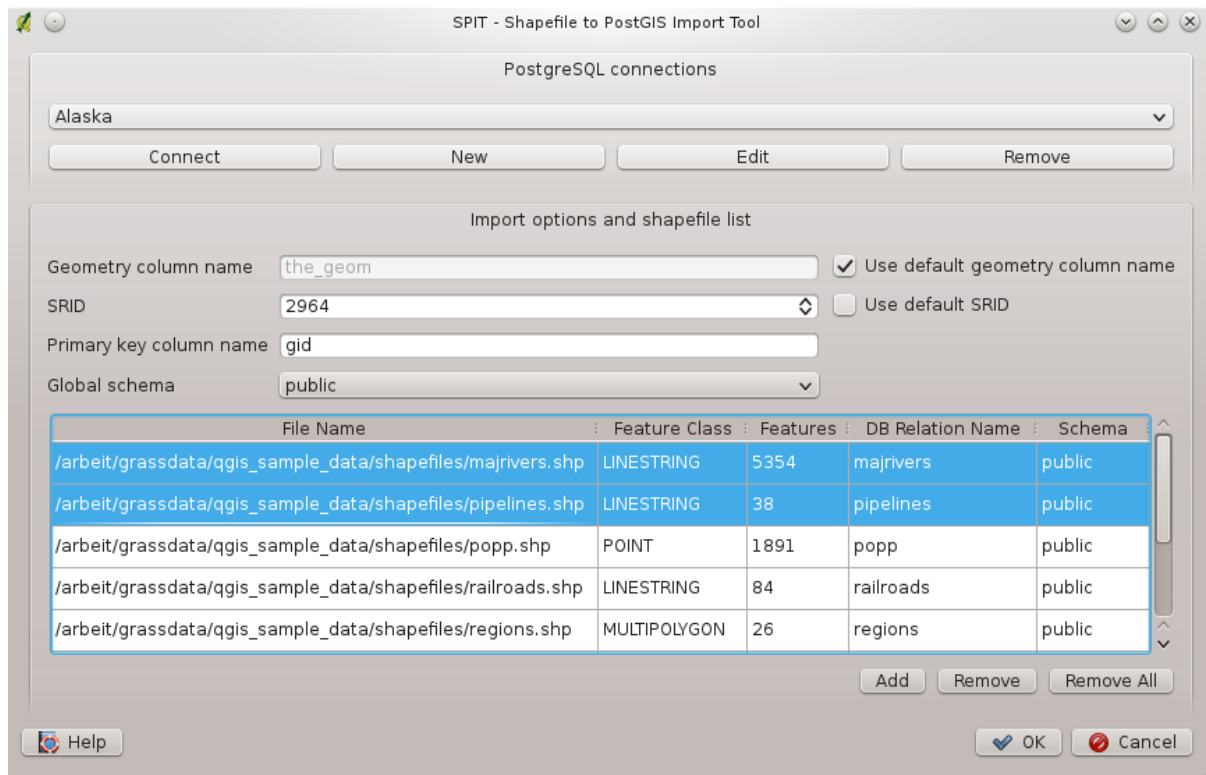 SPIT - Shapefile to PostGIS Import Tool
PostgreSQL connections
Alaska
Connect New Edit Remove
Import options and shapefile list
Geometry column name the_geom Use default geometry column name
SRID 2964 Use default SRID
Primary key column name gid
Global schema public
File Name Feature Class Features DB Relation Name Schema
/arbeit/grassdata/qgis_sample_data/shapefiles/majrivers.shp LINESTRING 5354 majrivers public
/arbeit/grassdata/qgis_sample_data/shapefiles/pipelines.shp LINESTRING 38 pipelines public
/arbeit/grassdata/qgis_sample_data/shapefiles/popp.shp POINT 1891 popp public
/arbeit/grassdata/qgis_sample_data/shapefiles/railroads.shp LINESTRING 84 railroads public
/arbeit/grassdata/qgis_sample_data/shapefiles/regions.shp MULTIPOLYGON 26 regions public
Add Remove Remove All
Help OK Cancel